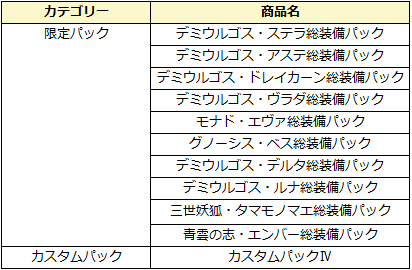 カテゴリー 商品名
限定パック デミウルゴス・ステラ総装備パック
デミウルゴス・アステ総装備パック
デミウルゴス・ドレイカーン総装備パック
デミウルゴス・ヴラダ総装備パック
モナド・エヴァ総装備パック
グノーシス・ベス総装備パック
デミウルゴス・デルタ総装備パック
デミウルゴス・ルナ総装備パック
三世妖狐・タマモノマエ総装備パック
青雲の志・エンバー総装備パック
カスタムパック カスタムパックⅣ